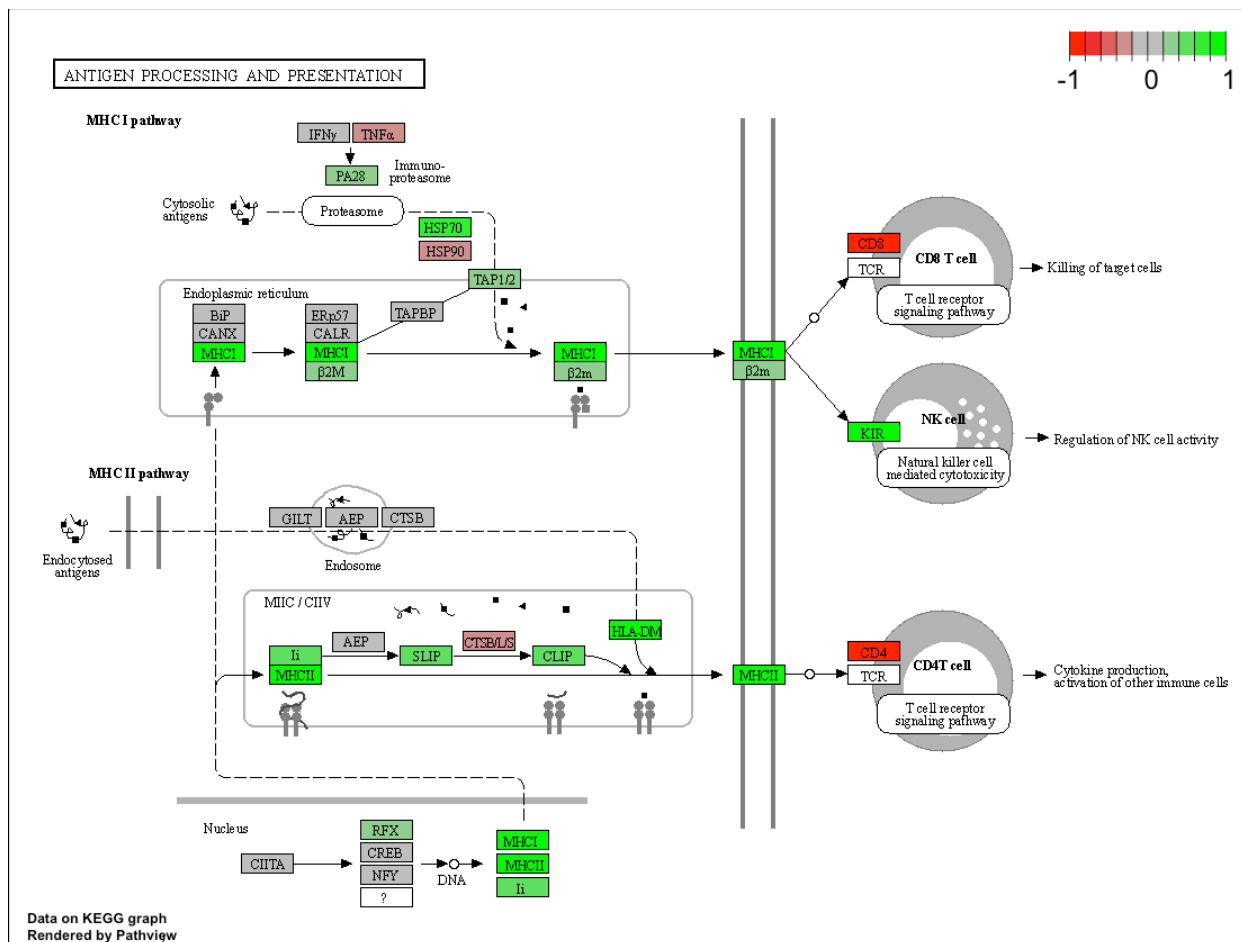 -1 0 1
ANTIGEN PROCESSING AND PRESENTATION
MHC I pathway
IFNγ TNFα
PA28
Immuno-
proteasome
Cytosolic
antigens
Proteasome
HSP70
HSP90
TAP1/2
Endoplasmic reticulum
BiP
CANX
MHCI
ERp57
CALR
MHCI
β2M
TAPBP
MHCI
β2m
MHCI
β2m
CD8
TCR
CD8 T cell
T cell receptor
signaling pathway
Killing of target cells
KIR
NK cell
Natural killer cell
mediated cytotoxicity
Regulation of NK cell activity
MHC II pathway
Endocytosed
antigens
GILT AEP CTSB
Endosome
MIIC / CIIV
Ii
MHCII
AEP
SLIP
CTSB/L/S
CLIP
HLA-DM
MHCII
CD4
TCR
CD4T cell
T cell receptor
signaling pathway
Cytokine production,
activation of other immune cells
Nucleus
CIITA
RFX
CREB
NFY
?
DNA
MHCI
MHCII
Ii
Data on KEGG graph
Rendered by Pathview